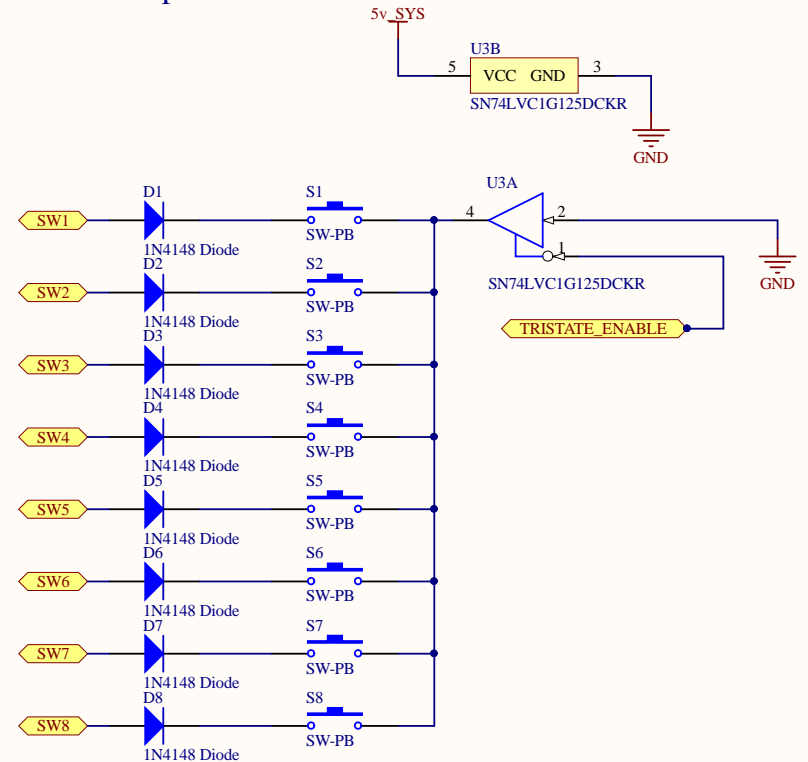 5v_SYS
U3B
5 VCC GND 3
SN74LVC1G125DCKR
GND
U3A
4
2
1
SN74LVC1G125DCKR
GND
TRISTATE_ENABLE
D1 S1
SW1
1N4148 Diode SW-PB
D2 S2
SW2
1N4148 Diode SW-PB
D3 S3
SW3
1N4148 Diode SW-PB
D4 S4
SW4
1N4148 Diode SW-PB
D5 S5
SW5
1N4148 Diode SW-PB
D6 S6
SW6
1N4148 Diode SW-PB
D7 S7
SW7
1N4148 Diode SW-PB
D8 S8
SW8
1N4148 Diode SW-PB